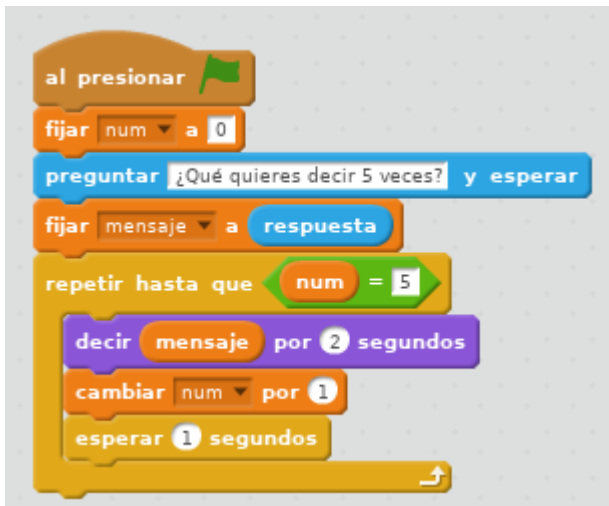 al presionar
fijar num a 0
preguntar ¿Qué quieres decir 5 veces? y esperar
fijar mensaje a respuesta
repetir hasta que num = 5
decir mensaje por 2 segundos
cambiar num por 1
esperar 1 segundos